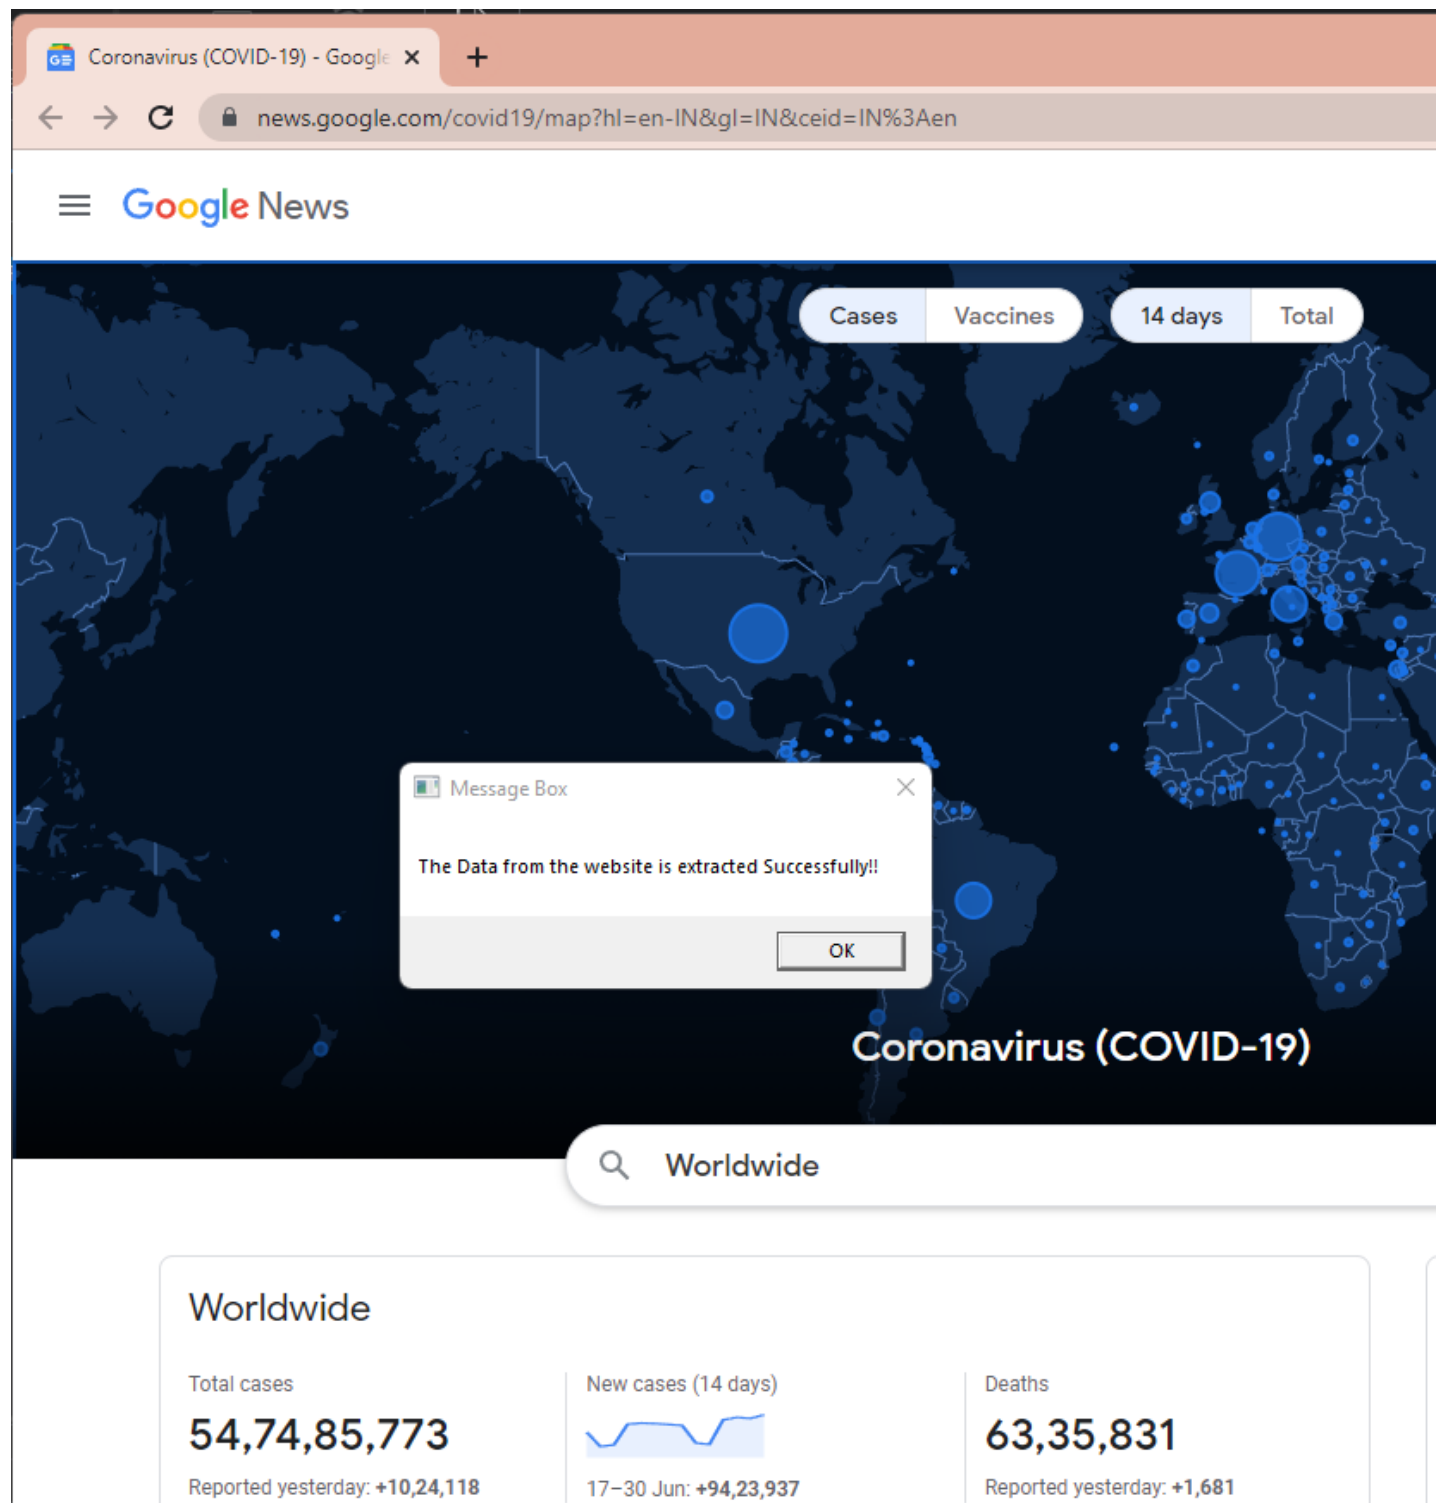 Coronavirus (COVID-19) - Google
news.google.com/covid19/map?hl=en-IN&gl=IN&ceid=IN%3Aen
Google News
Cases Vaccines 14 days Total
Message Box
The Data from the website is extracted Successfully!!
OK
Coronavirus (COVID-19)
Worldwide
Worldwide
Total cases New cases (14 days) Deaths
54,74,85,773 63,35,831
Reported yesterday: +10,24,118 17–30 Jun: +94,23,937 Reported yesterday: +1,681